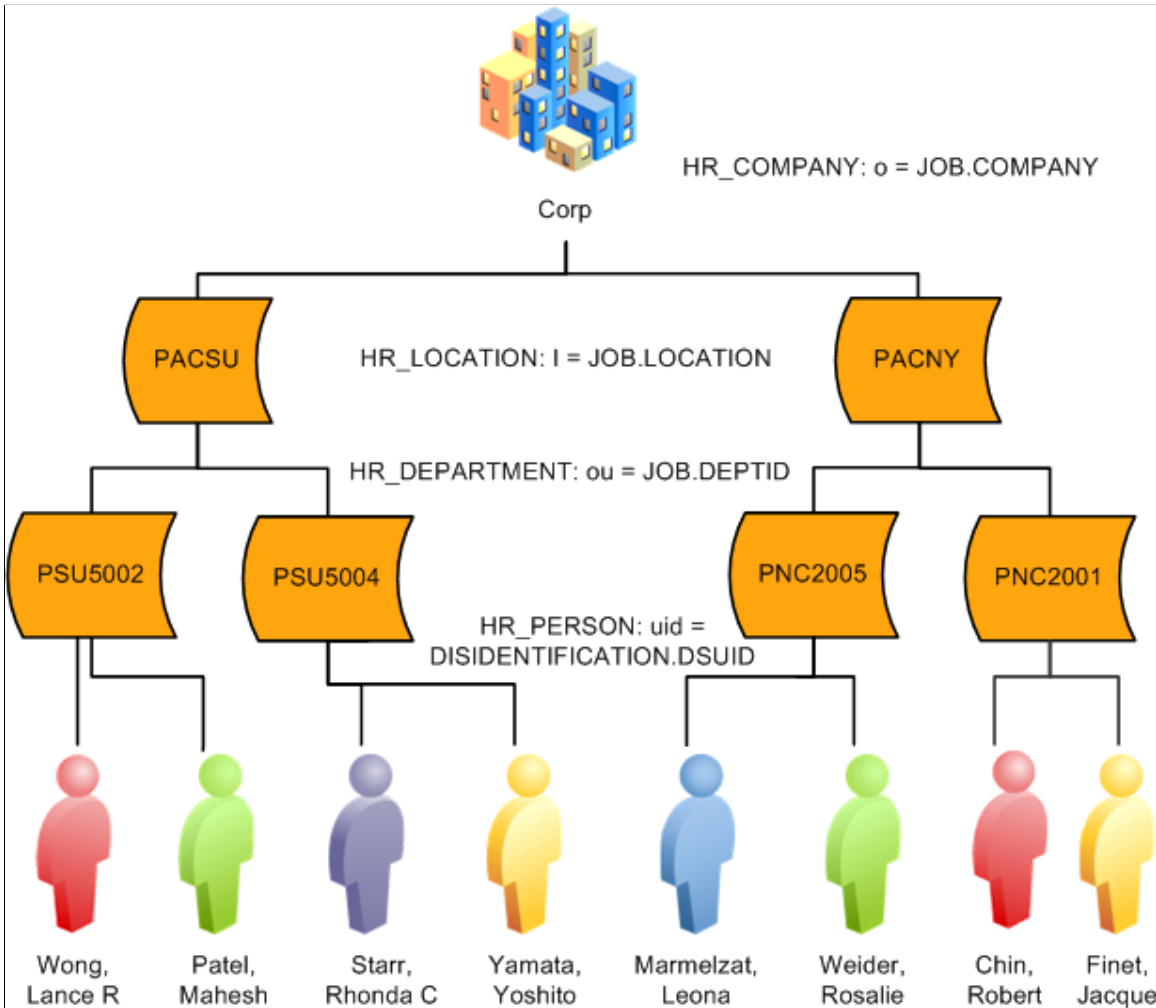 HR_COMPANY: o = JOB.COMPANY
Corp
PACSU
HR_LOCATION: l = JOB.LOCATION
PACNY
HR_DEPARTMENT: ou = JOB.DEPTID
PSU5002
PSU5004
PNC2005
PNC2001
HR_PERSON: uid =
DISIDENTIFICATION.DSUID
Wong,
Lance R
Patel,
Mahesh
Starr,
Rhonda C
Yamata,
Yoshito
Marmelzat,
Leona
Weider,
Rosalie
Chin,
Robert
Finet,
Jacque